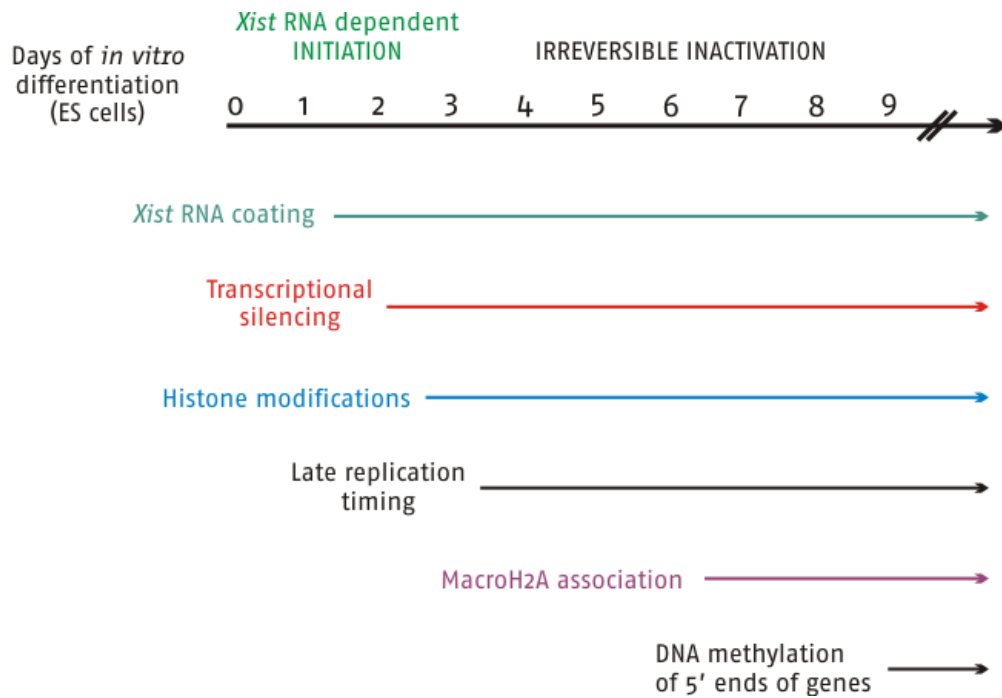 Xist RNA dependent
INITIATION
IRREVERSIBLE INACTIVATION
Days of in vitro
differentiation
(ES cells)
0 1 2 3 4 5 6 7 8 9
Xist RNA coating
Transcriptional
silencing
Histone modifications
Late replication
timing
MacroH2A association
DNA methylation
of 5' ends of genes